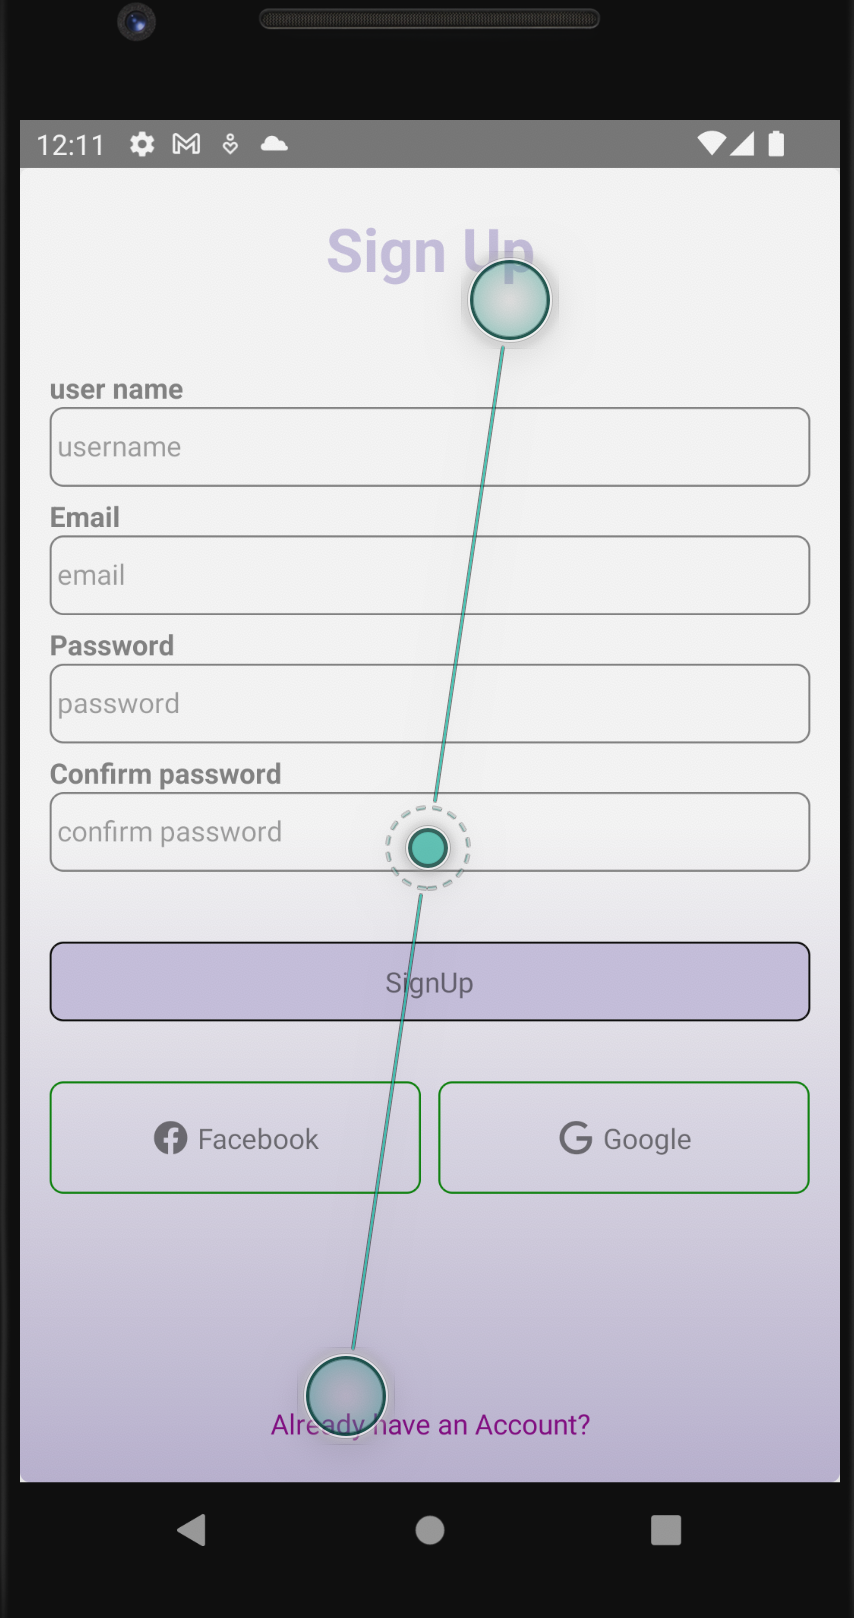 12:11
Sign Up
user name
username
Email
email
Password
password
Confirm password
confirm password
SignUp
Facebook
Google
Already have an Account?